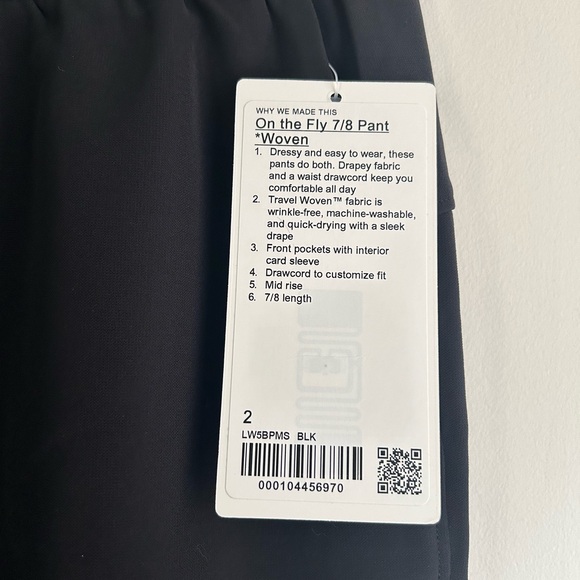 WHY WE MADE THIS
On the Fly 7/8 Pant
*Woven
1. Dressy and easy to wear, these
pants do both. Drapey fabric
and a waist drawcord keep you
comfortable all day
2. Travel Woven™ fabric is
wrinkle-free, machine-washable,
and quick-drying with a sleek
drape
3. Front pockets with interior
card sleeve
4. Drawcord to customize fit
5. Mid rise
6. 7/8 length
2
LW5BPMS BLK
000104456970